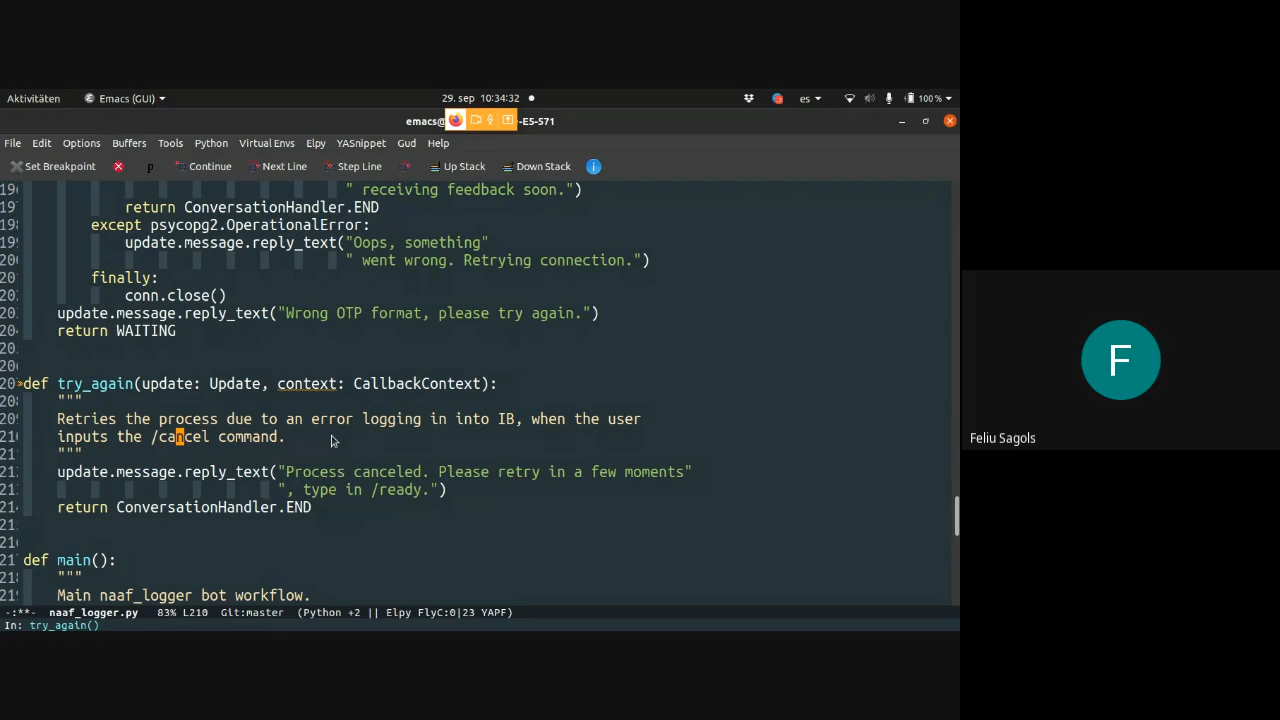 Aktivitäten Emacs (GUI) 29. sep 10:34:32 es 100 %
emacs@ -E5-571
File Edit Options Buffers Tools Python Virtual Envs Elpy YASnippet Gud Help
Set Breakpoint p Continue Next Line Step Line Up Stack Down Stack
" receiving feedback soon.")
return ConversationHandler.END
except psycopg2.OperationalError:
update.message.reply_text("Oops, something"
" went wrong. Retrying connection.")
finally:
conn.close()
update.message.reply_text("Wrong OTP format, please try again.")
return WAITING
def try_again(update: Update, context: CallbackContext):
"""
Retries the process due to an error logging in into IB, when the user
inputs the /cancel command.
"""
update.message.reply_text("Process canceled. Please retry in a few moments"
", type in /ready.")
return ConversationHandler.END
def main():
"""
Main naaf_logger bot workflow.
-:**- naaf_logger.py 83% L210 Git:master (Python +2 || Elpy FlyC:0|23 YAPF)
In: try_again()
F
Feliu Sagols